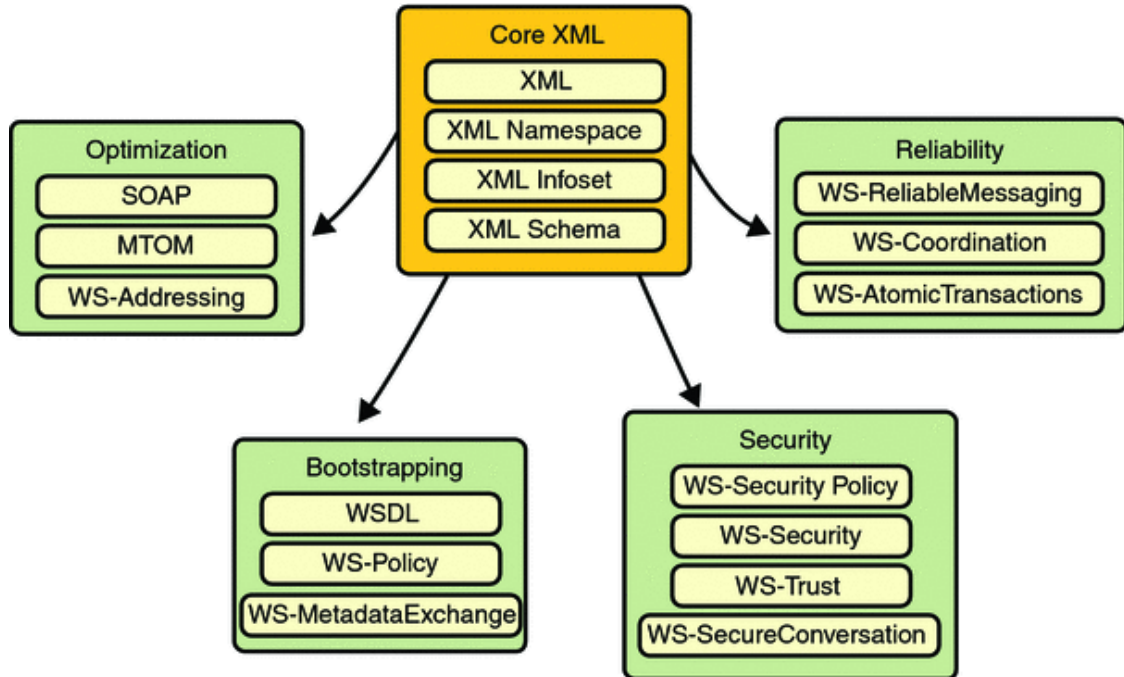 Core XML
XML
XML Namespace
XML Infoset
XML Schema
Optimization
SOAP
MTOM
WS-Addressing
Reliability
WS-ReliableMessaging
WS-Coordination
WS-AtomicTransactions
Bootstrapping
WSDL
WS-Policy
WS-MetadataExchange
Security
WS-Security Policy
WS-Security
WS-Trust
WS-SecureConversation